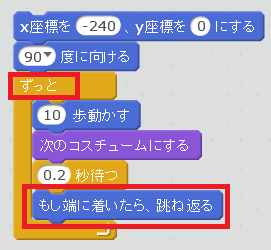 x座標を -240 、y座標を 0 にする
90▼ 度に向ける
ずっと
10 歩動かす
次のコスチュームにする
0.2 秒待つ
もし端に着いたら、跳ね返る